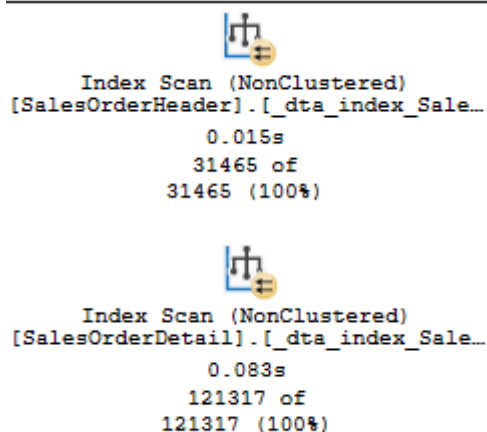 Index Scan (NonClustered)
[SalesOrderHeader].[_dta_index_Sale…
0.015s
31465 of
31465 (100%)
Index Scan (NonClustered)
[SalesOrderDetail].[_dta_index_Sale…
0.083s
121317 of
121317 (100%)